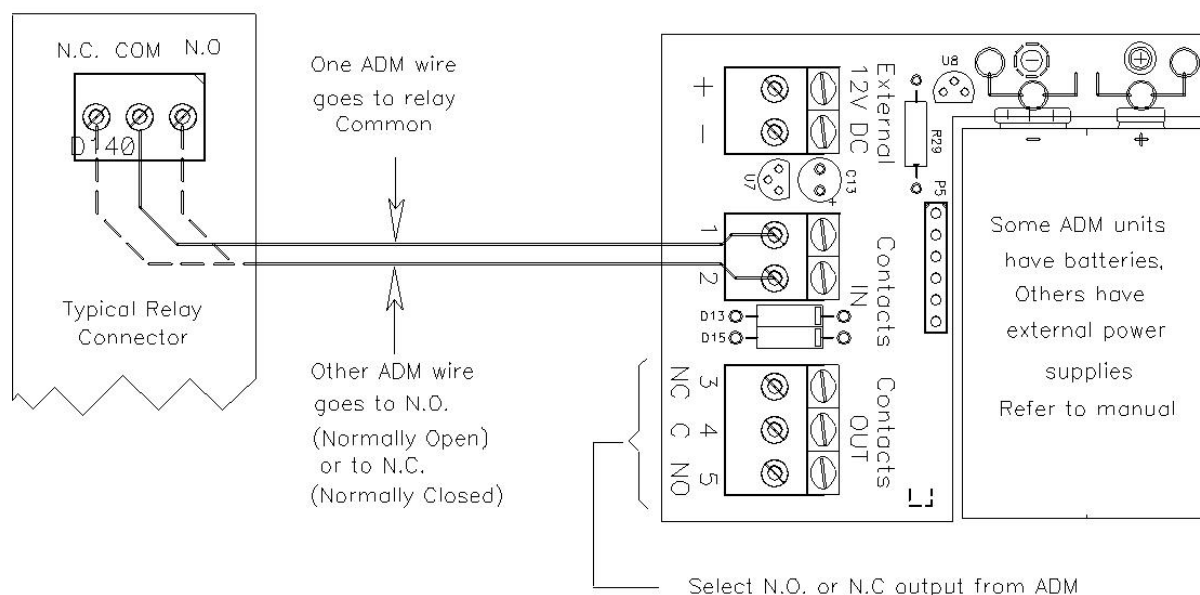 N.C. COM N.O
D140
Typical Relay
Connector
One ADM wire
goes to relay
Common
Other ADM wire
goes to N.O.
(Normally Open)
or to N.C.
(Normally Closed)
+
-
External
12V DC
U7
C13
+
U8
R29
P5
1
2
Contacts
IN
D13
D15
3
4
5
NC
C
NO
Contacts
OUT
-
+
-
+
Some ADM units
have batteries,
Others have
external power
supplies
Refer to manual
Select N.O. or N.C output from ADM